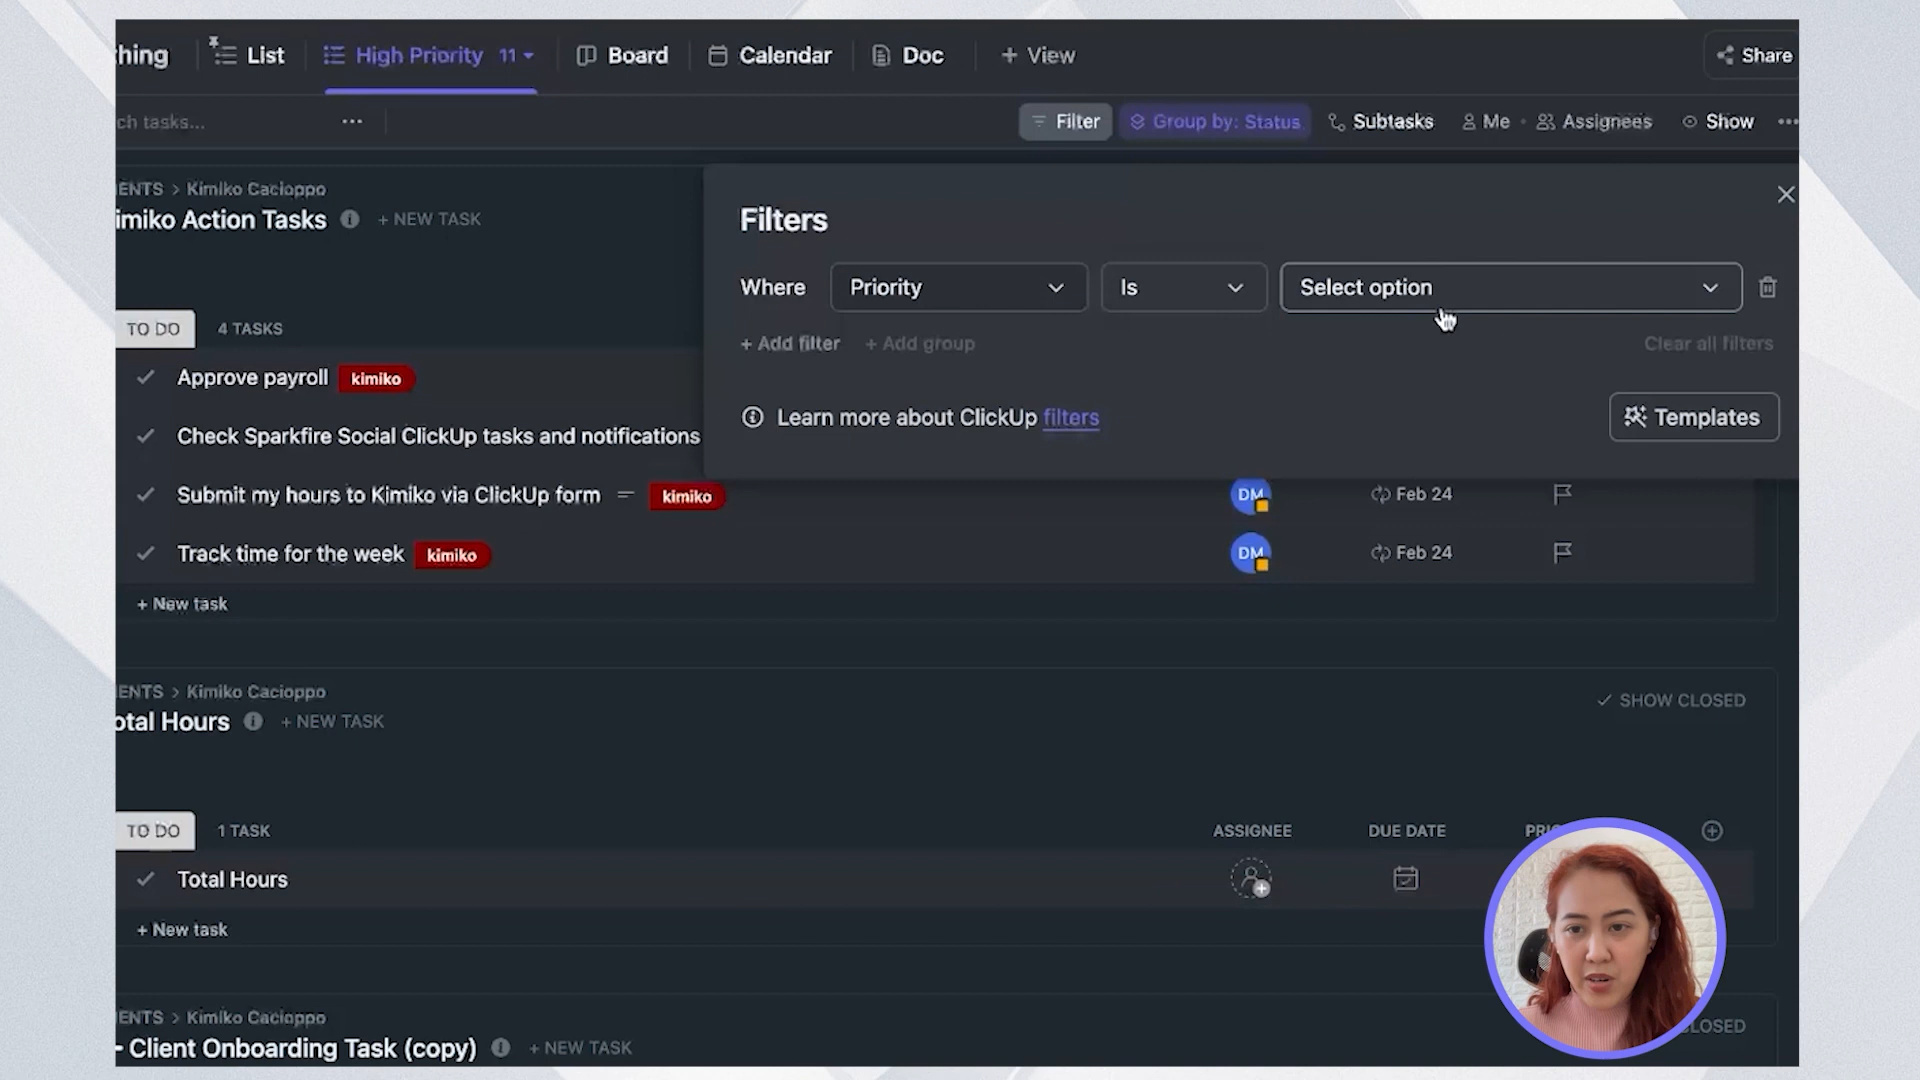 hing
List
High Priority 11
Board
Calendar
Doc
+ View
Share
ch tasks...
Filter
Group by: Status
Subtasks
Me
Assignees
Show
ENTS > Kimiko Cacioppo
imiko Action Tasks
+ NEW TASK
Filters
Where
Priority
Is
Select option
+ Add filter
+ Add group
Clear all filters
Learn more about ClickUp filters
Templates
TO DO
4 TASKS
Approve payroll
kimiko
Check Sparkfire Social ClickUp tasks and notifications
Submit my hours to Kimiko via ClickUp form
kimiko
DM
Feb 24
Track time for the week
kimiko
DM
Feb 24
+ New task
ENTS > Kimiko Cacioppo
otal Hours
+ NEW TASK
SHOW CLOSED
TO DO
1 TASK
ASSIGNEE
DUE DATE
PRIO
Total Hours
+ New task
ENTS > Kimiko Cacioppo
- Client Onboarding Task (copy)
+ NEW TASK
LOSED